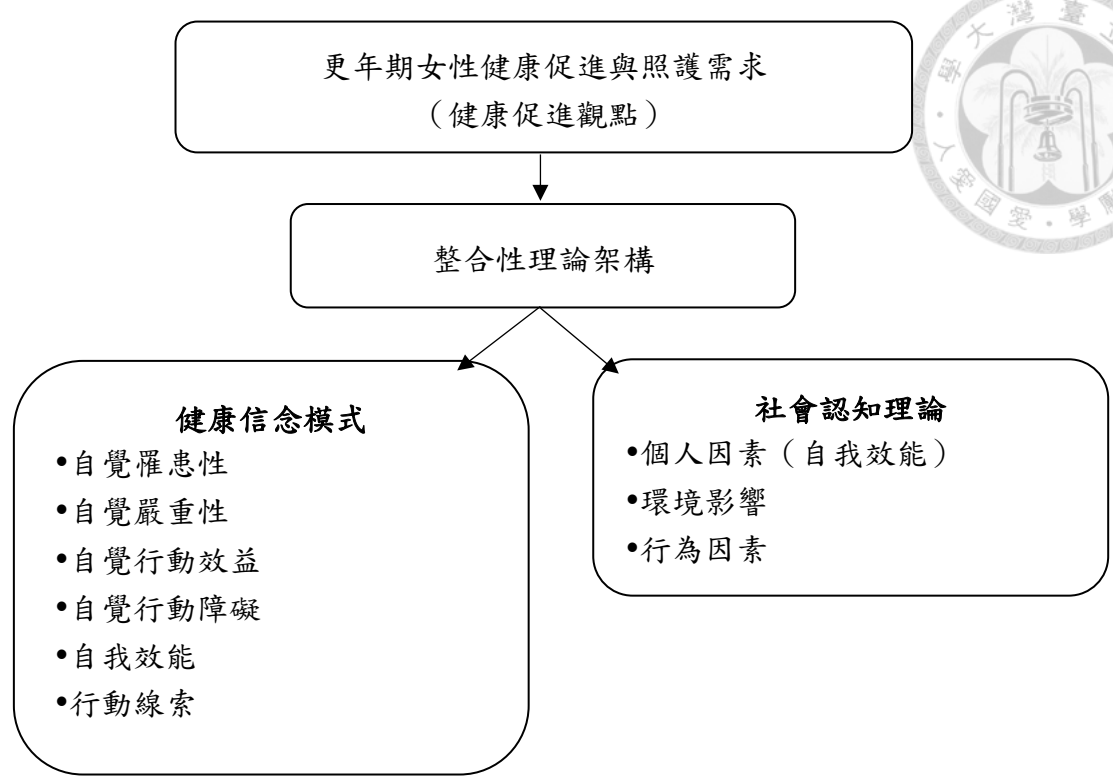 更年期女性健康促進與照護需求
（健康促進觀點）
整合性理論架構
健康信念模式
•自覺罹患性
•自覺嚴重性
•自覺行動效益
•自覺行動障礙
•自我效能
•行動線索
社會認知理論
•個人因素（自我效能）
•環境影響
•行為因素